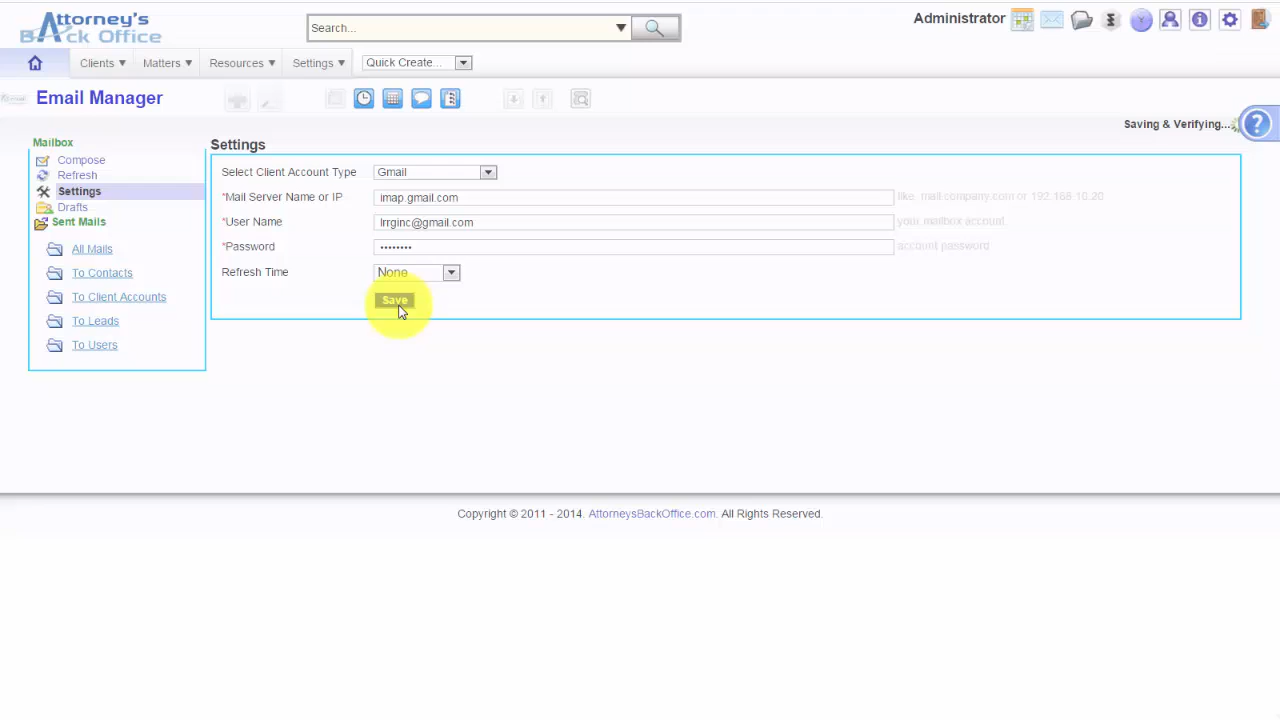 Attorney's
BAck Office
Search...
Administrator
Clients ▼
Matters ▼
Resources ▼
Settings ▼
Quick Create...
Email Manager
Saving & Verifying...
?
Mailbox
Compose
Refresh
Settings
Drafts
Sent Mails
All Mails
To Contacts
To Client Accounts
To Leads
To Users
Settings
Select Client Account Type Gmail
*Mail Server Name or IP imap.gmail.com like, mail.company.com or 192.168.10.20
*User Name lrrginc@gmail.com your mailbox account
*Password •••••••• account password
Refresh Time None
Save
Copyright © 2011 - 2014. AttorneysBackOffice.com. All Rights Reserved.